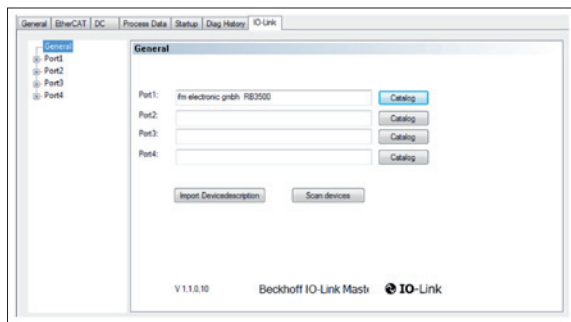 General EtherCAT DC Process Data Startup Diag History IO-Link
General
Port1
Port2
Port3
Port4
General
Port1: ifm electronic gmbh RB3500 Catalog
Port2: Catalog
Port3: Catalog
Port4: Catalog
Import Devicedescription Scan devices
V 1,1,0,10 Beckhoff IO-Link Maste IO-Link